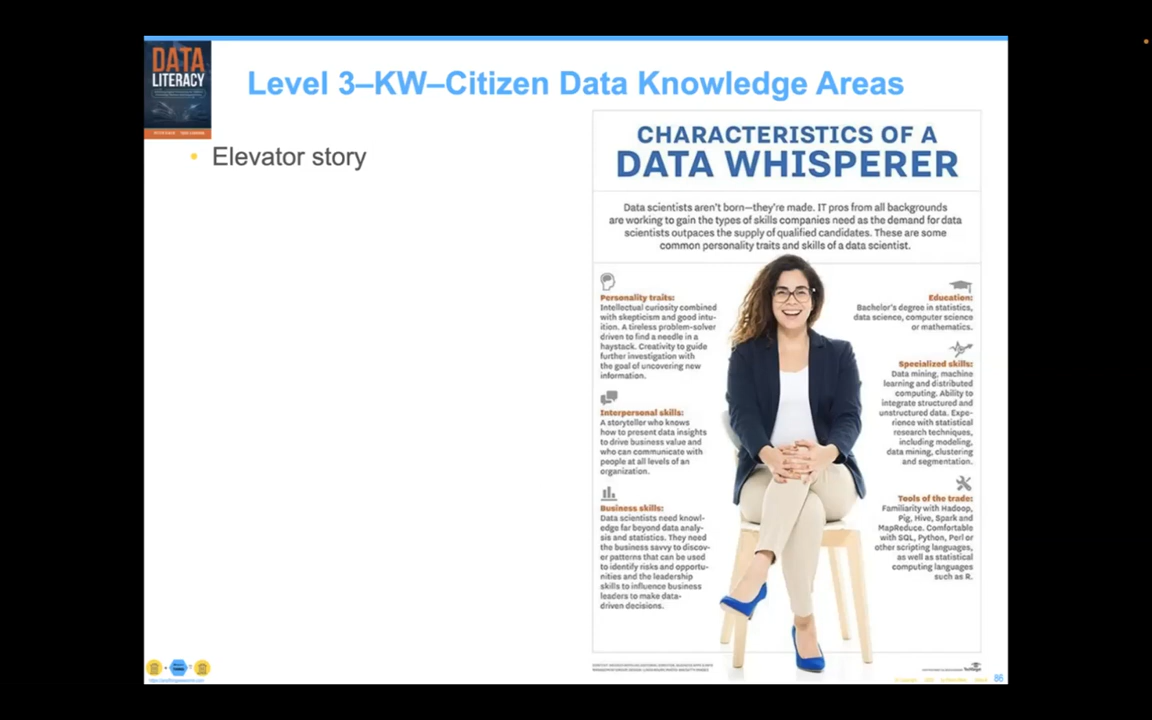 DATA
LITERACY
Level 3–KW–Citizen Data Knowledge Areas
• Elevator story
CHARACTERISTICS OF A
DATA WHISPERER
Data scientists aren't born—they're made. IT pros from all backgrounds
are working to gain the types of skills companies need as the demand for data
scientists outpaces the supply of qualified candidates. These are some
common personality traits and skills of a data scientist.
Personality traits:
Intellectual curiosity combined
with skepticism and good intu-
ition. A tireless problem-solver
driven to find a needle in a
haystack. Creativity to guide
further investigation with
the goal of uncovering new
information.
Interpersonal skills:
A storyteller who knows
how to present data insights
to drive business value and
who can communicate with
people at all levels of an
organization.
Business skills:
Data scientists need knowl-
edge far beyond data analy-
sis and statistics. They need
the business savvy to discov-
er patterns that can be used
to identify risks and opportu-
nities and the leadership
skills to influence business
leaders to make data-
driven decisions.
Education:
Bachelor's degree in statistics,
data science, computer science
or mathematics.
Specialized skills:
Data mining, machine
learning and distributed
computing. Ability to
integrate structured and
unstructured data. Expe-
rience with statistical
research techniques,
including modeling,
data mining, clustering
and segmentation.
Tools of the trade:
Familiarity with Hadoop,
Pig, Hive, Spark and
MapReduce. Comfortable
with SQL, Python, Perl or
other scripting languages,
as well as statistical
computing languages
such as R.
TechTarget
86